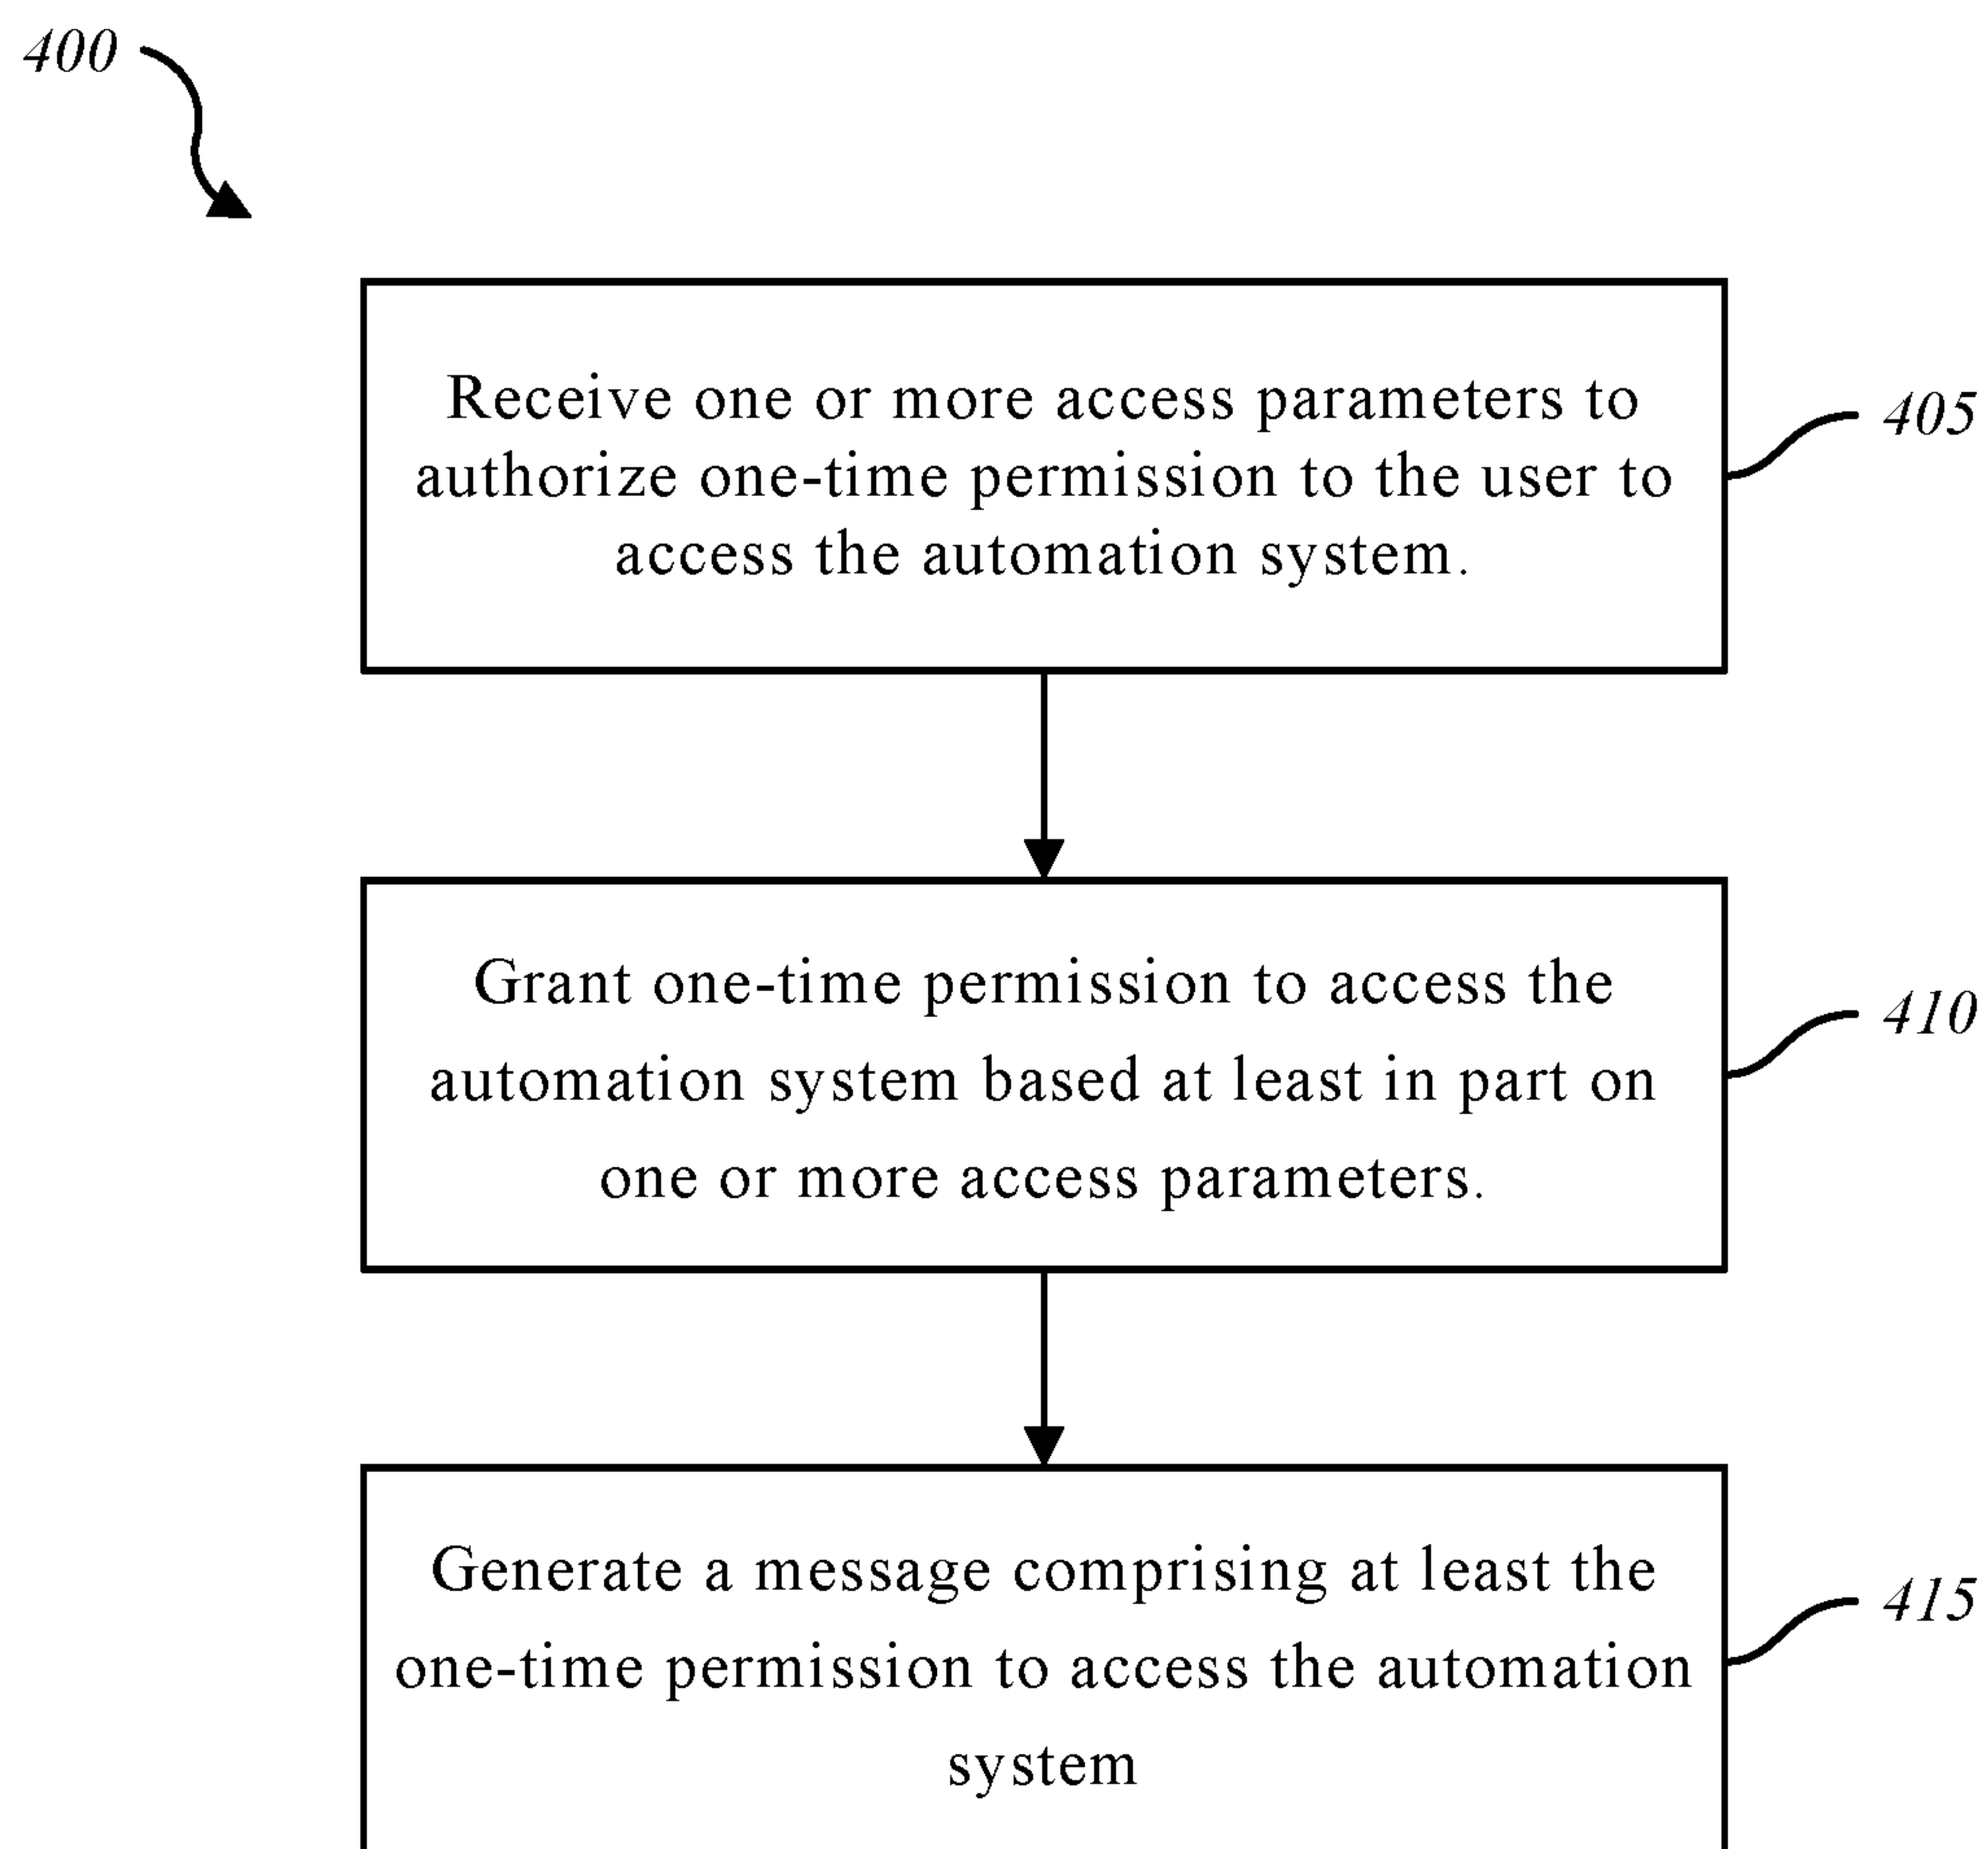 400
Receive one or more access parameters to
authorize one-time permission to the user to
access the automation system.
405
Grant one-time permission to access the
automation system based at least in part on
one or more access parameters.
410
Generate a message comprising at least the
one-time permission to access the automation
system
415